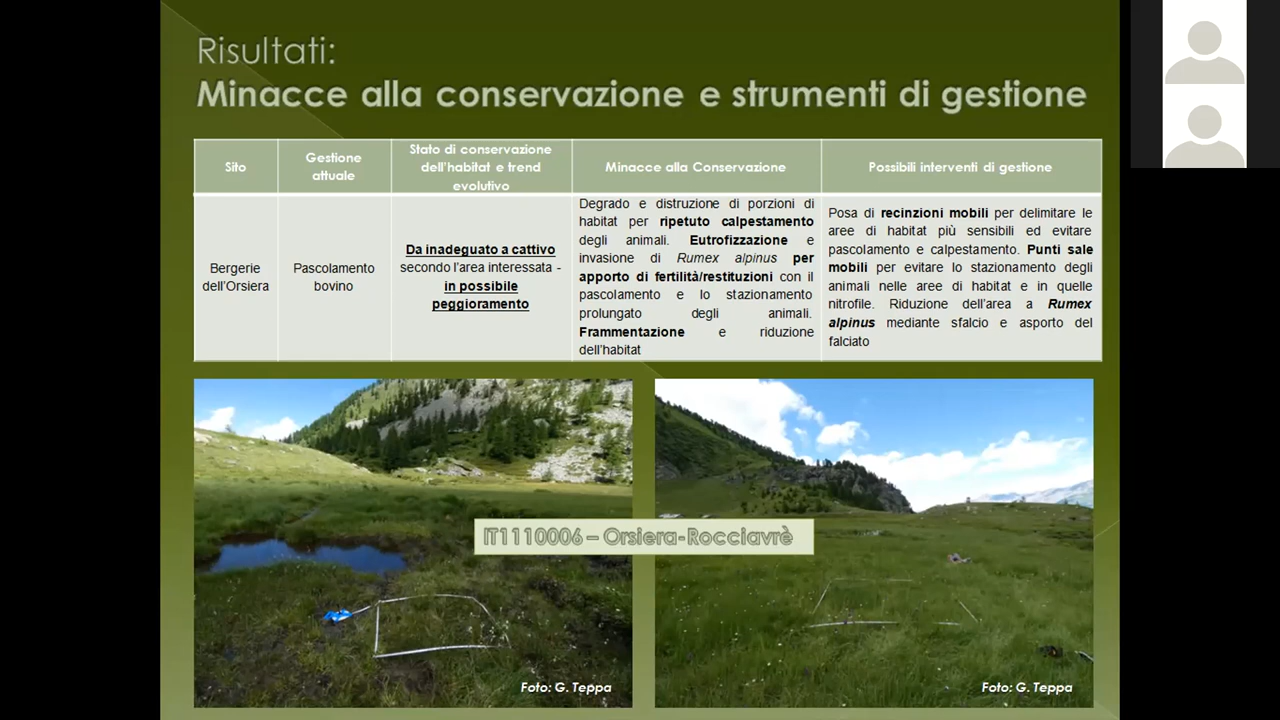 Risultati:
Minacce alla conservazione e strumenti di gestione
Sito
Gestione
attuale
Stato di conservazione
dell'habitat e trend
evolutivo
Minacce alla Conservazione
Possibili interventi di gestione
Bergerie
dell'Orsiera
Pascolamento
bovino
Da inadeguato a cattivo
secondo l'area interessata -
in possibile
peggioramento
Degrado e distruzione di porzioni di
habitat per ripetuto calpestamento
degli animali. Eutrofizzazione e
invasione di Rumex alpinus per
apporto di fertilità/restituzioni con il
pascolamento e lo stazionamento
prolungato degli animali.
Frammentazione e riduzione
dell'habitat
Posa di recinzioni mobili per delimitare le
aree di habitat più sensibili ed evitare
pascolamento e calpestamento. Punti sale
mobili per evitare lo stazionamento degli
animali nelle aree di habitat e in quelle
nitrofile. Riduzione dell'area a Rumex
alpinus mediante sfalcio e asporto del
falciato
IT1110006 – Orsiera-Rocciavrè
Foto: G. Teppa
Foto: G. Teppa